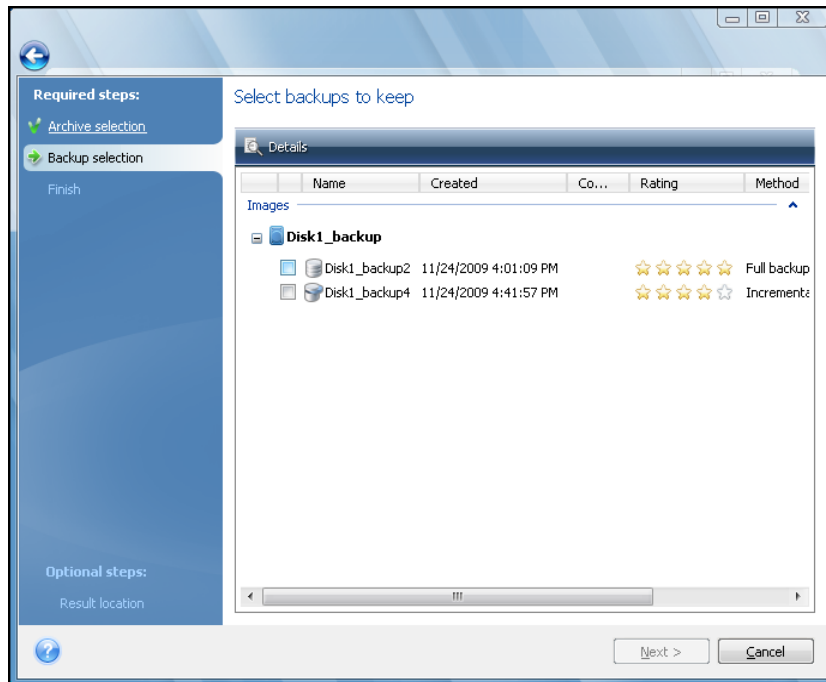 Required steps:
Archive selection
Backup selection
Finish
Optional steps:
Result location
Select backups to keep
Details
Name Created Co... Rating Method
Images
Disk1_backup
Disk1_backup2 11/24/2009 4:01:09 PM Full backup
Disk1_backup4 11/24/2009 4:41:57 PM Incrementa
Next >
Cancel